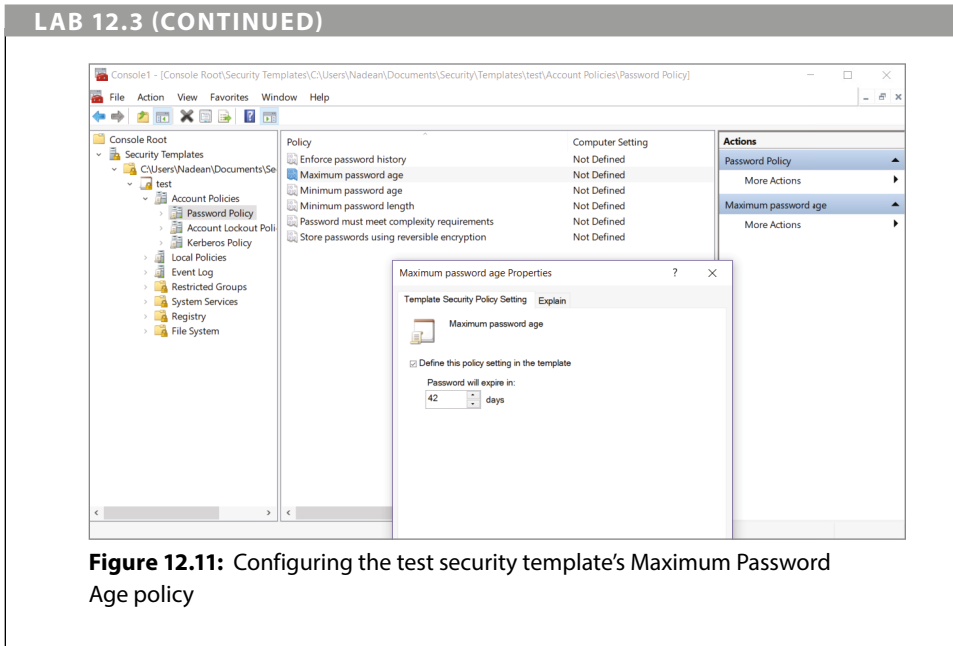 LAB 12.3 (CONTINUED)
Console1 - [Console Root\Security Templates\C:\Users\Nadean\Documents\Security\Templates\test\Account Policies\Password Policy]
File Action View Favorites Window Help
Console Root
Security Templates
C:\Users\Nadean\Documents\Se
test
Account Policies
Password Policy
Account Lockout Poli
Kerberos Policy
Local Policies
Event Log
Restricted Groups
System Services
Registry
File System
Policy Computer Setting
Enforce password history Not Defined
Maximum password age Not Defined
Minimum password age Not Defined
Minimum password length Not Defined
Password must meet complexity requirements Not Defined
Store passwords using reversible encryption Not Defined
Actions
Password Policy
More Actions
Maximum password age
More Actions
Maximum password age Properties
Template Security Policy Setting Explain
Maximum password age
Define this policy setting in the template
Password will expire in:
42 days
Figure 12.11: Configuring the test security template’s Maximum Password
Age policy